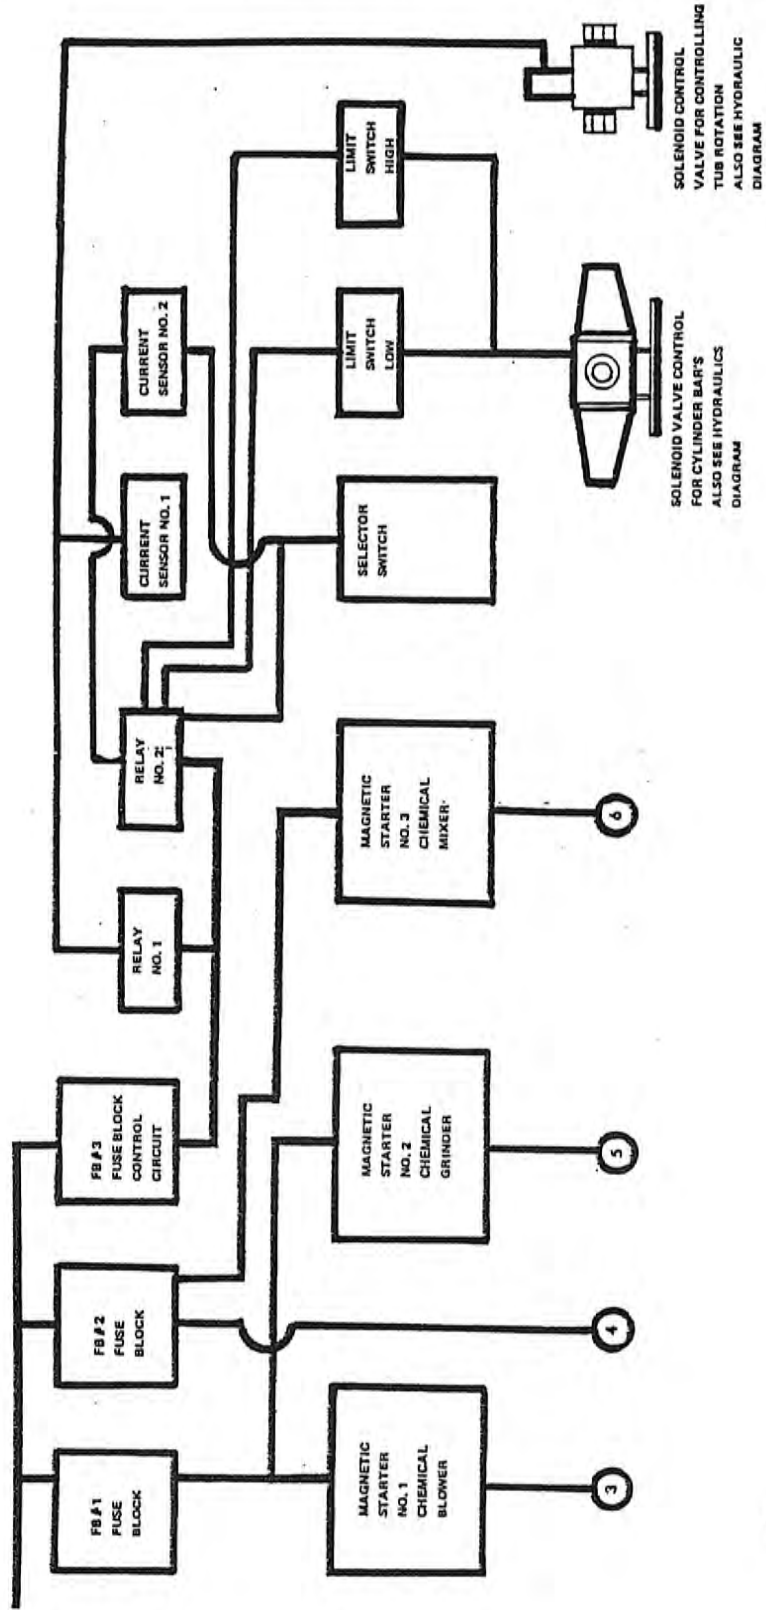 FB#1
FUSE
BLOCK
FB#2
FUSE
BLOCK
FB#3
FUSE BLOCK
CONTROL
CIRCUIT
RELAY
NO. 1
RELAY
NO. 2
CURRENT
SENSOR NO. 1
CURRENT
SENSOR NO. 2
MAGNETIC
STARTER
NO. 1
CHEMICAL
BLOWER
MAGNETIC
STARTER
NO. 2
CHEMICAL
GRINDER
MAGNETIC
STARTER
NO. 3
CHEMICAL
MIXER
SELECTOR
SWITCH
LIMIT
SWITCH
LOW
LIMIT
SWITCH
HIGH
3
4
5
6
SOLENOID VALVE CONTROL
FOR CYLINDER BAR'S
ALSO SEE HYDRAULICS
DIAGRAM
SOLENOID CONTROL
VALVE FOR CONTROLLING
TUB ROTATION
ALSO SEE HYDRAULIC
DIAGRAM